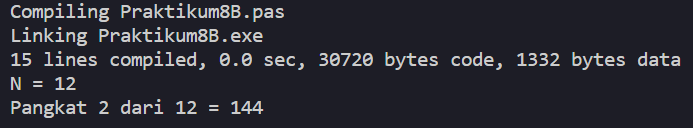 Compiling Praktikum8B.pas
Linking Praktikum8B.exe
15 lines compiled, 0.0 sec, 30720 bytes code, 1332 bytes data
N = 12
Pangkat 2 dari 12 = 144